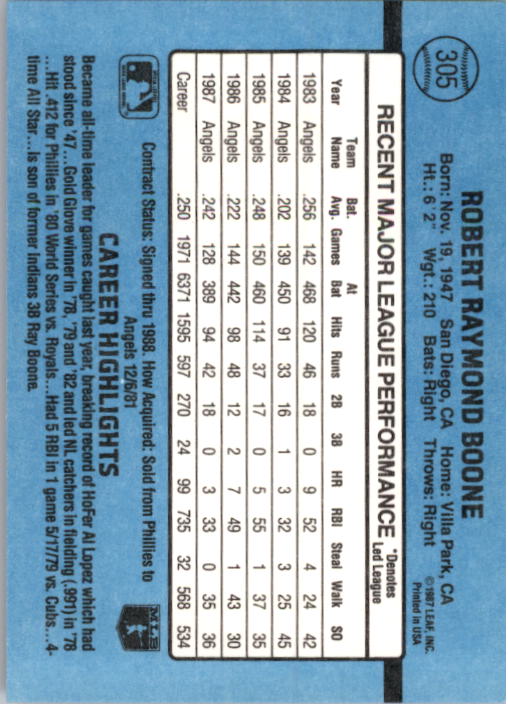 305
ROBERT RAYMOND BOONE
Born: Nov. 19, 1947 San Diego, CA Home: Villa Park, CA
Ht.: 6' 2" Wgt.: 210 Bats: Right Throws: Right
©1987 LEAF, INC.
Printed in USA
RECENT MAJOR LEAGUE PERFORMANCE *Denotes Led League
Year Team Name Bat. Avg. Games At Bat Hits Runs 2B 3B HR RBI Steal Walk SO
1983 Angels .256 142 468 120 46 18 0 9 52 4 24 42
1984 Angels .202 139 450 91 33 16 1 3 32 3 25 45
1985 Angels .248 150 460 114 37 17 0 5 55 1 37 35
1986 Angels .222 144 442 98 48 12 2 7 49 1 43 30
1987 Angels .242 128 389 94 42 18 0 3 33 0 35 36
Career .250 1971 6371 1595 597 270 24 99 735 32 568 534
Contract Status: Signed thru 1988. How Acquired: Sold from Phillies to
Angels 12/6/81
MLB
CAREER HIGHLIGHTS
Became all-time leader for games caught last year, breaking record of HoFer Al Lopez which had
stood since '47...Gold Glove winner in '78, '79 and '82 and led NL catchers in fielding (.991) in '78
...Hit .412 for Phillies in '80 World Series vs. Royals...Had 5 RBI in 1 game 5/17/79 vs. Cubs...4-
time All Star...Is son of former Indians 3B Ray Boone.